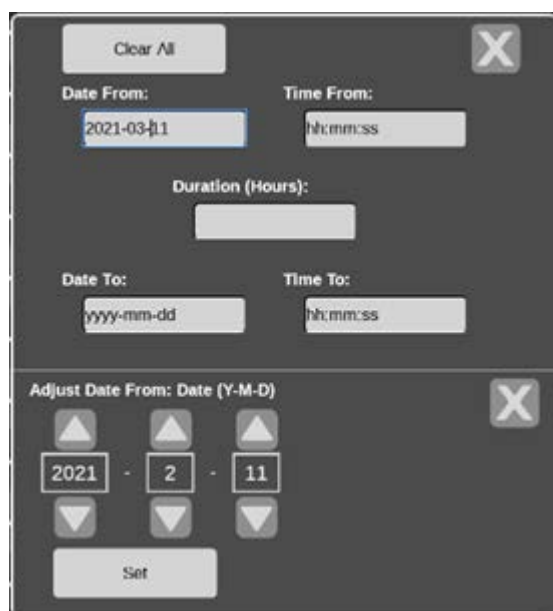 Clear All
X
Date From: Time From:
2021-03-11 hh:mm:ss
Duration (Hours):
Date To: Time To:
yyyy-mm-dd hh:mm:ss
Adjust Date From: Date (Y-M-D)
X
2021 - 2 - 11
Set